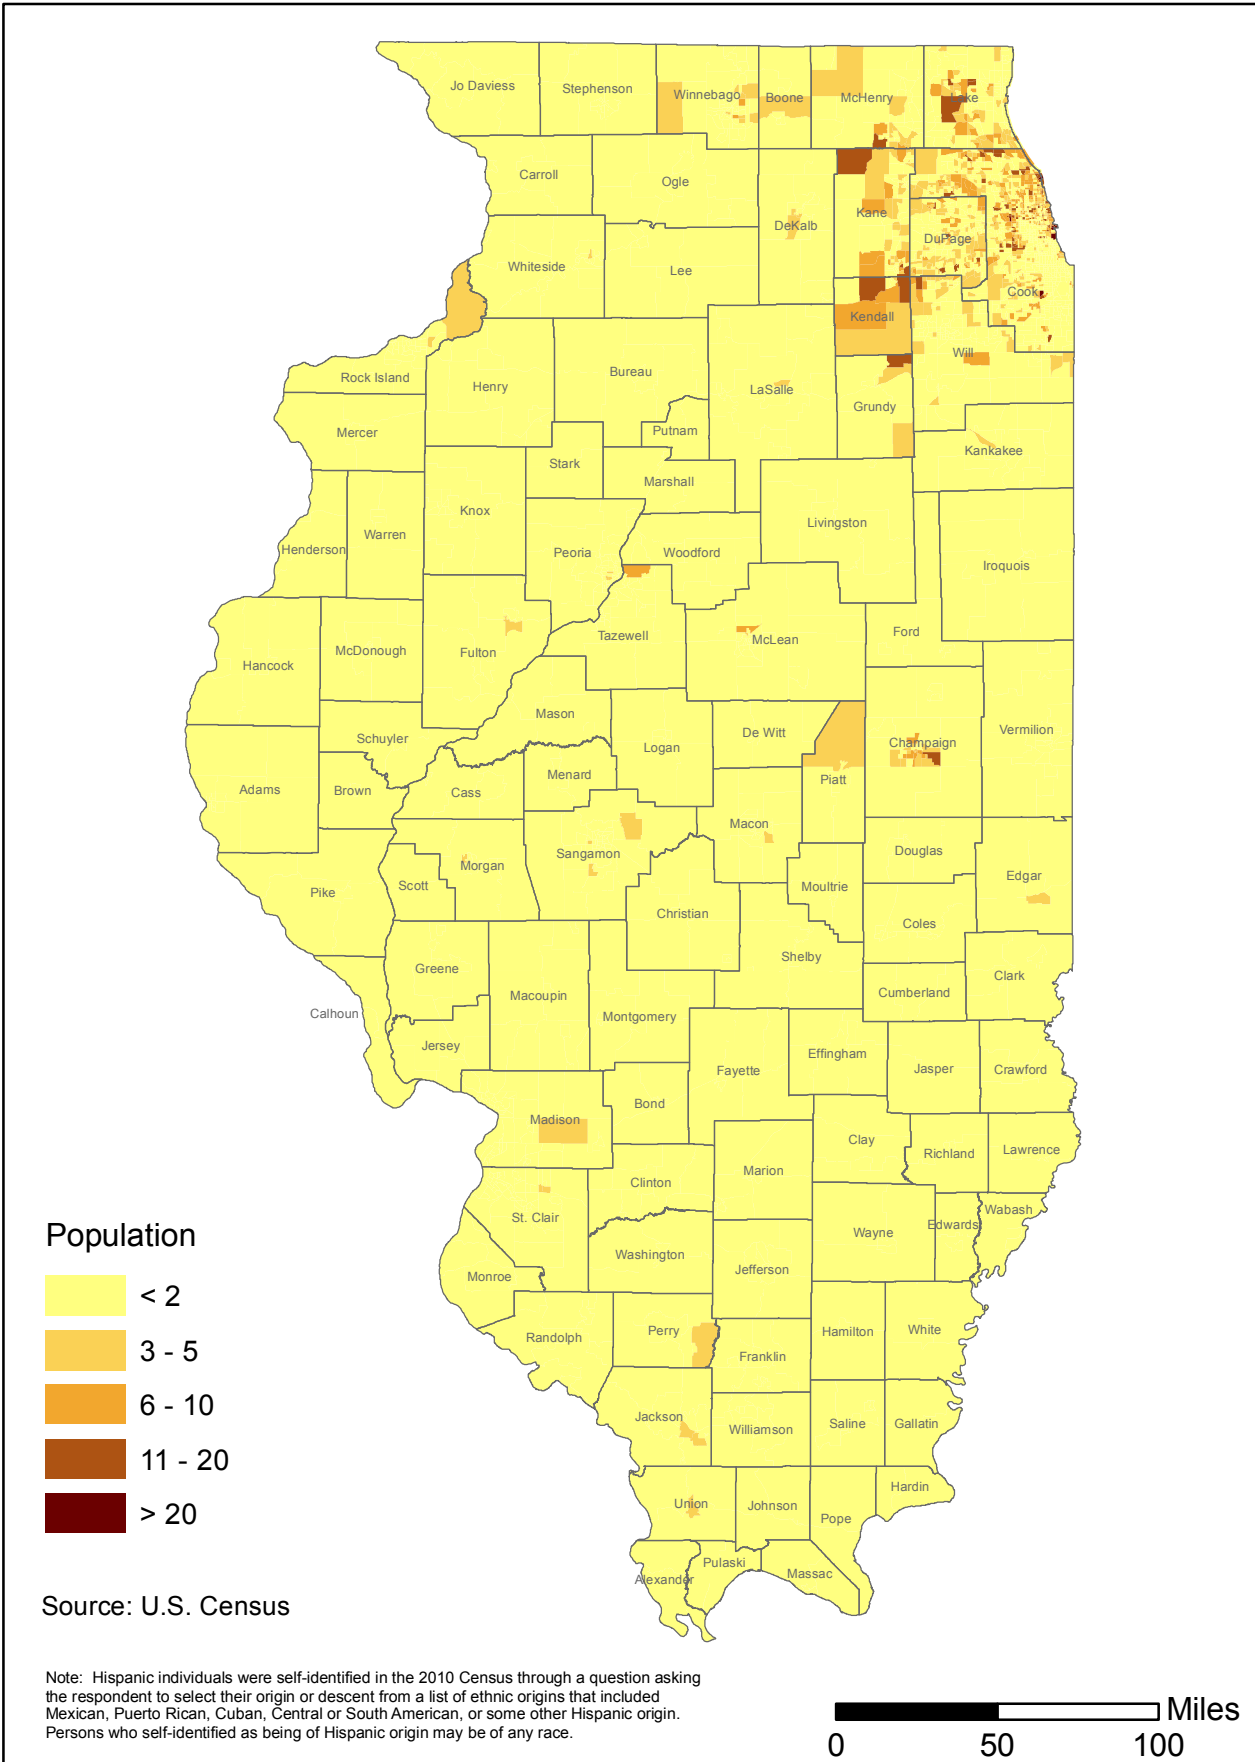 Jo Daviess
Stephenson
Winnebago
Boone
McHenry
Lake
Carroll
Ogle
DeKalb
Kane
DuPage
Cook
Whiteside
Lee
Kendall
Will
Rock Island
Henry
Bureau
LaSalle
Grundy
Mercer
Putnam
Kankakee
Stark
Marshall
Knox
Livingston
Henderson
Warren
Peoria
Woodford
Iroquois
Hancock
McDonough
Fulton
Tazewell
McLean
Ford
Mason
Schuyler
Logan
De Witt
Champaign
Vermilion
Adams
Brown
Cass
Menard
Piatt
Macon
Sangamon
Morgan
Scott
Pike
Douglas
Edgar
Moultrie
Christian
Coles
Shelby
Greene
Macoupin
Clark
Cumberland
Calhoun
Montgomery
Jersey
Effingham
Fayette
Jasper
Crawford
Madison
Bond
Clay
Richland
Lawrence
Marion
Clinton
St. Clair
Wabash
Edwards
Wayne
Washington
Jefferson
Monroe
Randolph
Perry
Hamilton
White
Franklin
Jackson
Williamson
Saline
Gallatin
Hardin
Union
Johnson
Pope
Pulaski
Massac
Alexander
Population
< 2
3 - 5
6 - 10
11 - 20
> 20
Source: U.S. Census
Note: Hispanic individuals were self-identified in the 2010 Census through a question asking
the respondent to select their origin or descent from a list of ethnic origins that included
Mexican, Puerto Rican, Cuban, Central or South American, or some other Hispanic origin.
Persons who self-identified as being of Hispanic origin may be of any race.
Miles
0 50 100